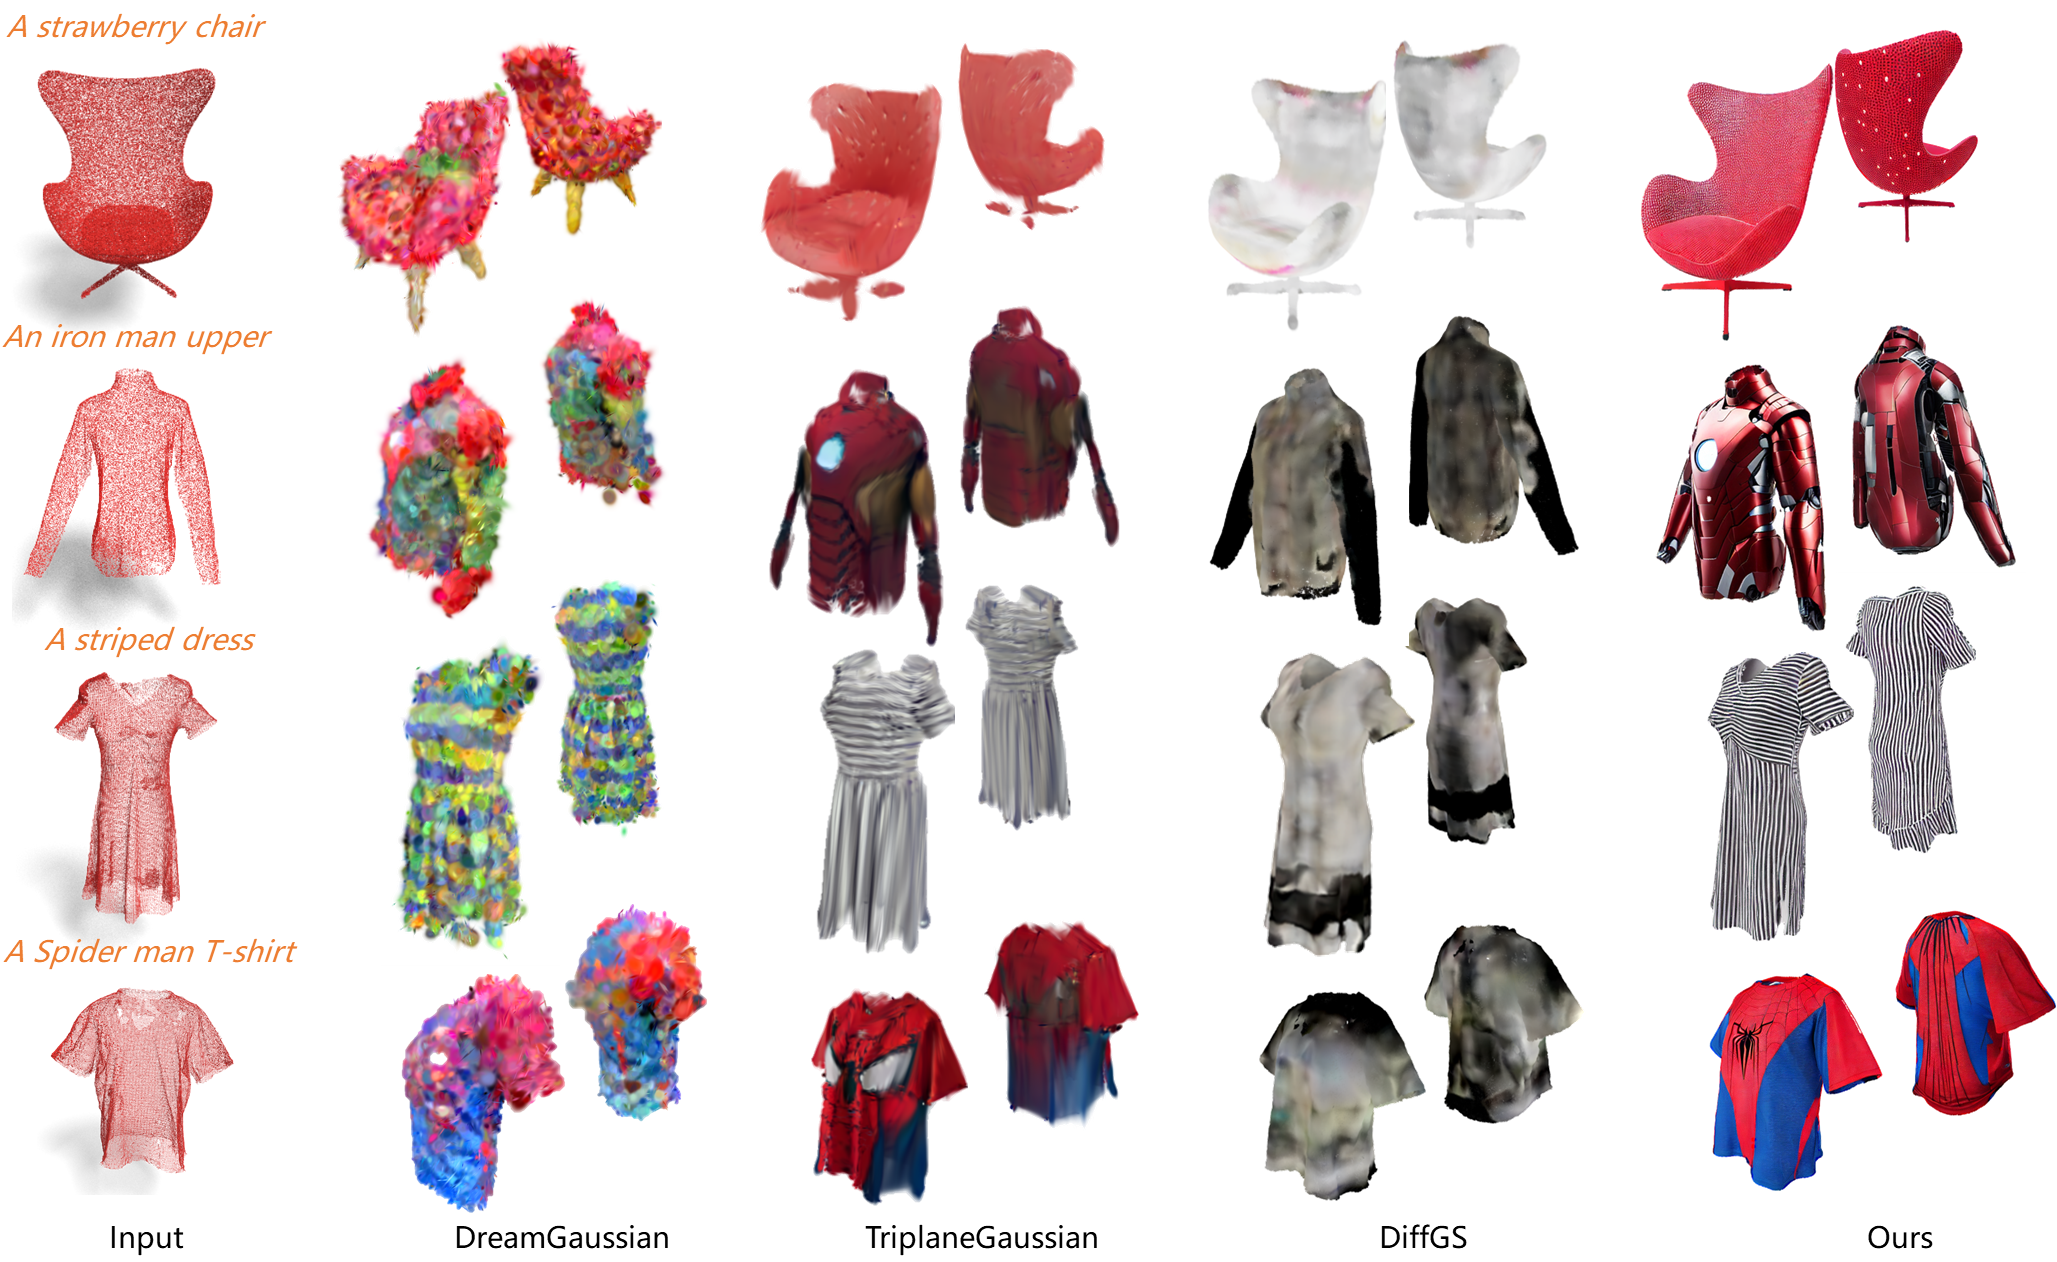 A strawberry chair
An iron man upper
A striped dress
A Spider man T-shirt
Input
DreamGaussian
TriplaneGaussian
DiffGS
Ours